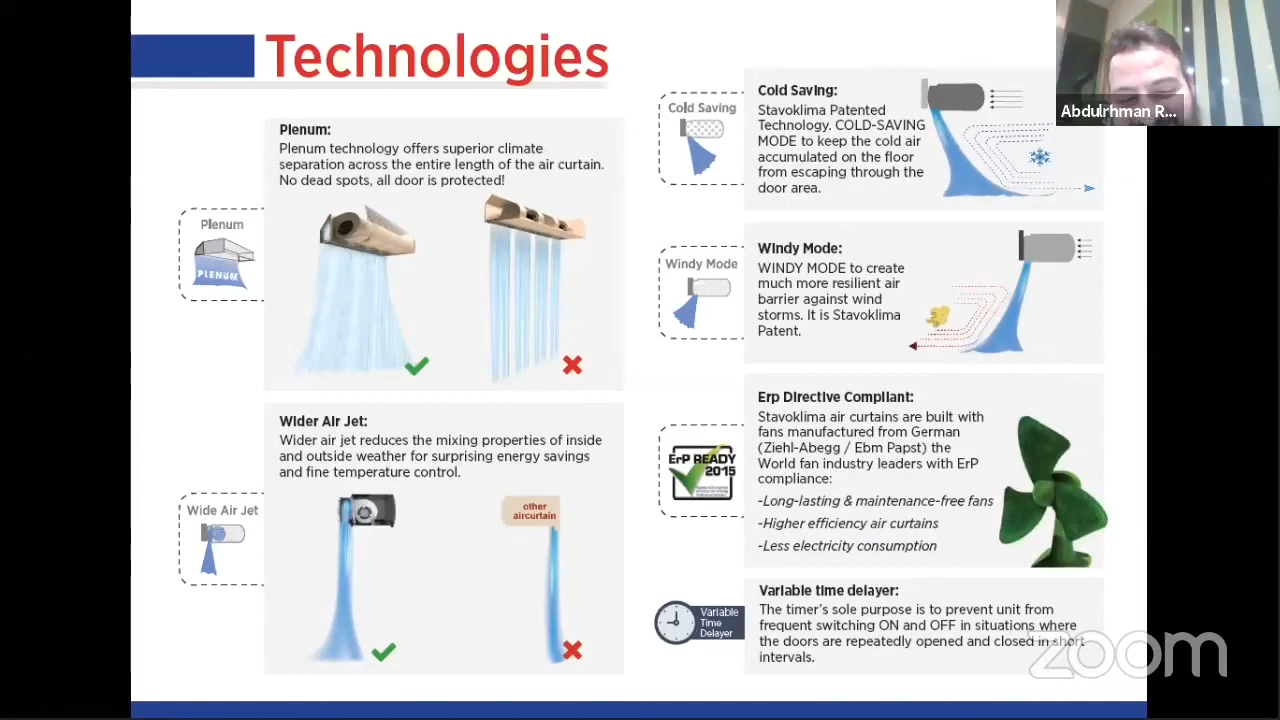 Technologies
Plenum:
Plenum technology offers superior climate
separation across the entire length of the air curtain.
No dead spots, all door is protected!
Plenum
PLENUM
Wider Air Jet:
Wider air jet reduces the mixing properties of inside
and outside weather for surprising energy savings
and fine temperature control.
Wide Air Jet
other
aircurtain
Cold Saving
Cold Saving:
Stavoklima Patented
Technology. COLD-SAVING
MODE to keep the cold air
accumulated on the floor
from escaping through the
door area.
Windy Mode
Windy Mode:
WINDY MODE to create
much more resilient air
barrier against wind
storms. It is Stavoklima
Patent.
ErP READY
2015
Erp Directive Compliant:
Stavoklima air curtains are built with
fans manufactured from German
(Ziehl-Abegg / Ebm Papst) the
World fan industry leaders with ErP
compliance:
-Long-lasting & maintenance-free fans
-Higher efficiency air curtains
-Less electricity consumption
Variable
Time
Delayer
Variable time delayer:
The timer's sole purpose is to prevent unit from
frequent switching ON and OFF in situations where
the doors are repeatedly opened and closed in short
intervals.
Abdulrhman R...
zoom